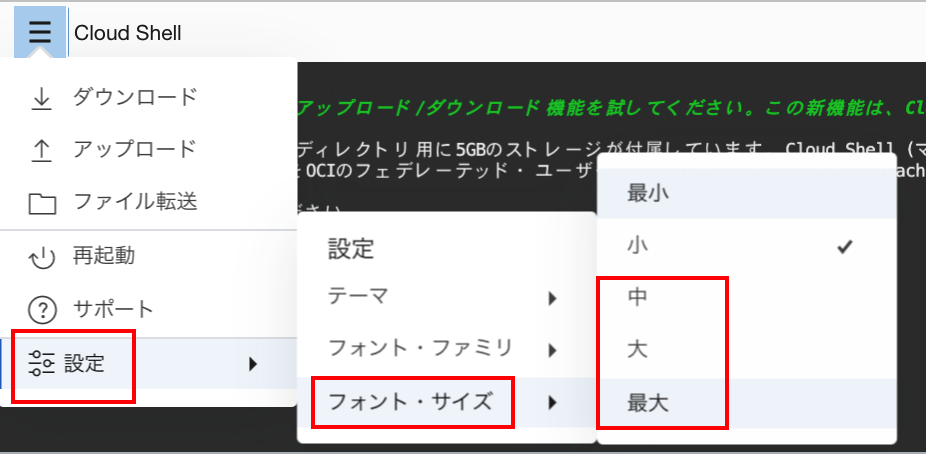 Cloud Shell
ダウンロード
アップロード
ファイル転送
再起動
サポート
設定
アップロード/ダウンロード機能を試してください。この新機能は、Cl
ディレクトリ用に5GBのストレージが付属しています。Cloud Shell (マ
OCIのフェデレーテッド・ユーザ
ach
ださい
設定
テーマ
フォント・ファミリ
フォント・サイズ
最小
小
中
大
最大